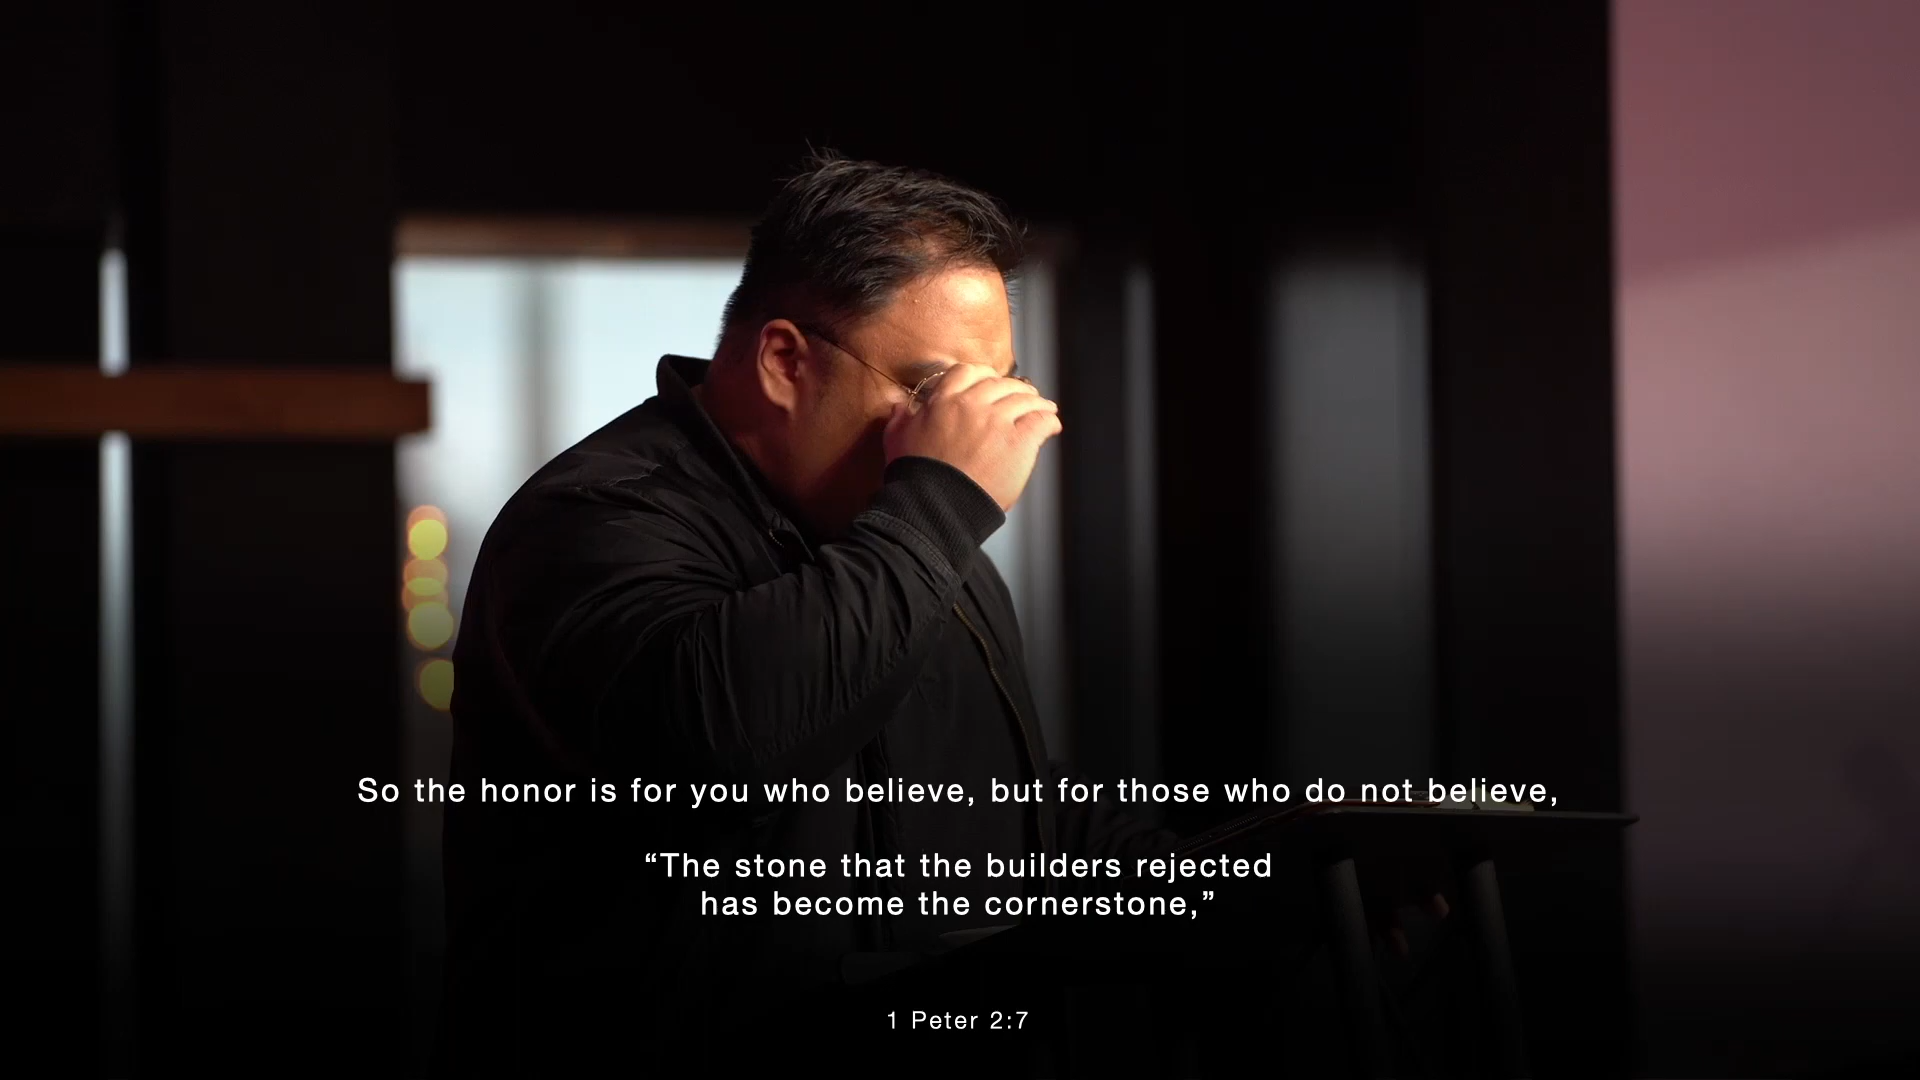 So the honor is for you who believe, but for those who do not believe,
“The stone that the builders rejected
has become the cornerstone,”
1 Peter 2:7